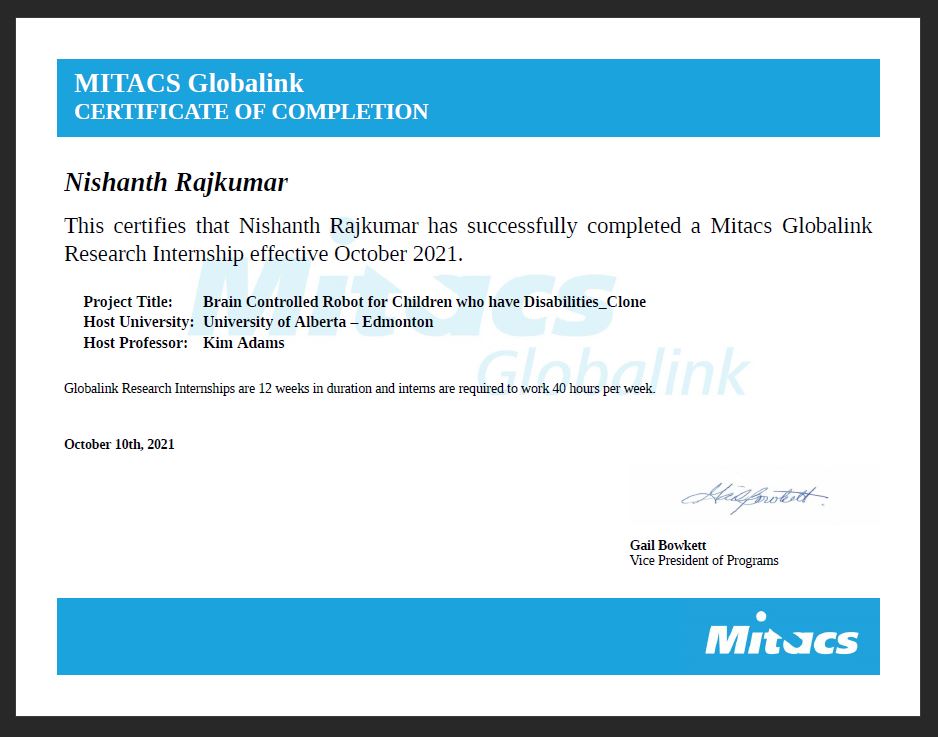 MITACS Globalink
CERTIFICATE OF COMPLETION
Nishanth Rajkumar
This certifies that Nishanth Rajkumar has successfully completed a Mitacs Globalink
Research Internship effective October 2021.
Mitacs
Globalink
Project Title: Brain Controlled Robot for Children who have Disabilities_Clone
Host University: University of Alberta – Edmonton
Host Professor: Kim Adams
Globalink Research Internships are 12 weeks in duration and interns are required to work 40 hours per week.
October 10th, 2021
Gail Bowkett
Gail Bowkett
Vice President of Programs
Mitacs